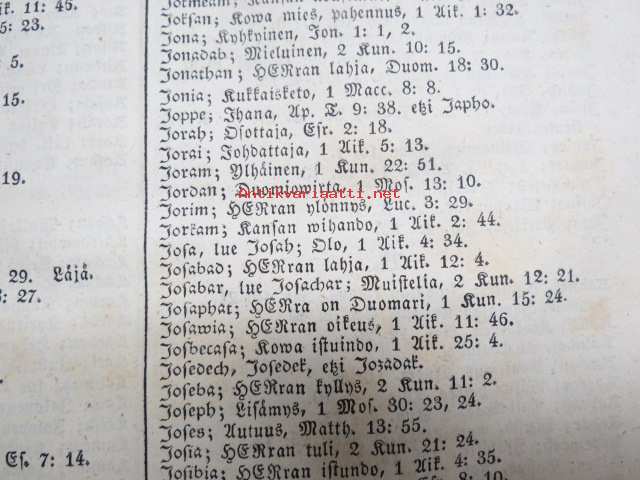 k. 11: 45.
5: 23.
5.
15.
19.
29. Läjä.
: 27.
Es. 7: 14.
Joksan; Kowa mies, pahennus, 1 Aik. 1: 32.
Jona; Kyhkyinen, Jon. 1: 1, 2.
Jonadab; Mieluinen, 2 Kun. 10: 15.
Jonathan; HERran lahja, Duom. 18: 30.
Jonia; Kukkaisketo, 1 Macc. 8: 8.
Joppe; Ihana, Ap. T. 9: 38. etzi Japho.
Jorah; Osottaja, Esr. 2: 18.
Jorai; Johdattaja, 1 Aik. 5: 13.
Joram; Ylhäinen, 1 Kun. 22: 51.
Jordan; Duomiowirta, 1 Mos. 13: 10.
antikvariaatti.net
Jorim; HERran ylönnys, Luc. 3: 29.
Jorkam; Kansan wihando, 1 Aik. 2: 44.
Josa, lue Josah; Olo, 1 Aik. 4: 34.
Josabad; HERran lahja, 1 Aik. 12: 4.
Josabar, lue Josachar; Muistelia, 2 Kun. 12: 21.
Josaphat; HERra on Duomari, 1 Kun. 15: 24.
Josawia; HERran oikeus, 1 Aik. 11: 46.
Josbecasa; Kowa istuindo, 1 Aik. 25: 4.
Josedech, Josedek, etzi Jozadak.
Joseba; HERran kyllys, 2 Kun. 11: 2.
Joseph; Lisämys, 1 Mos. 30: 23, 24.
Joses; Autuus, Matth. 13: 55.
Josia; HERran tuli, 2 Kun. 21: 24.
Josibia; HERran istundo, 1 Aik. 4: 35.